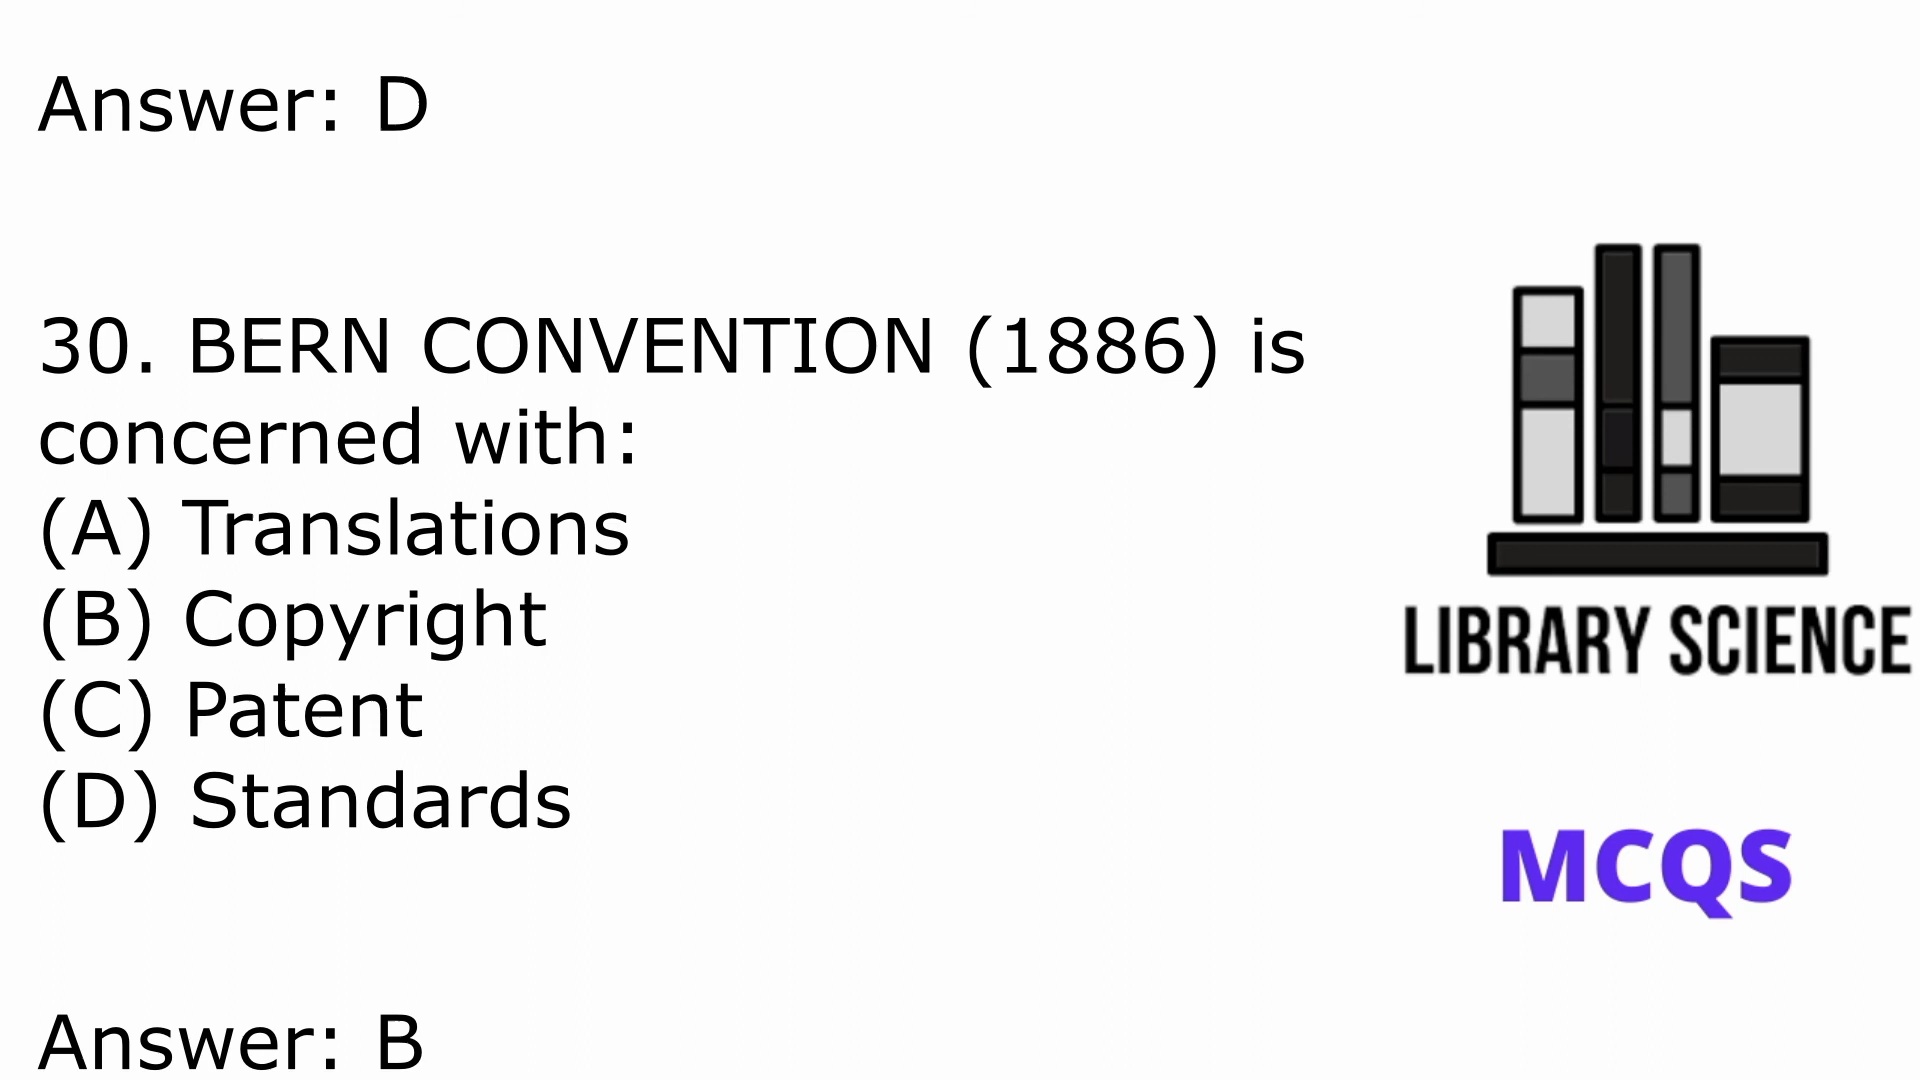 Answer: D
30. BERN CONVENTION (1886) is
concerned with:
(A) Translations
(B) Copyright
(C) Patent
(D) Standards
Answer: B
LIBRARY SCIENCE
MCQS